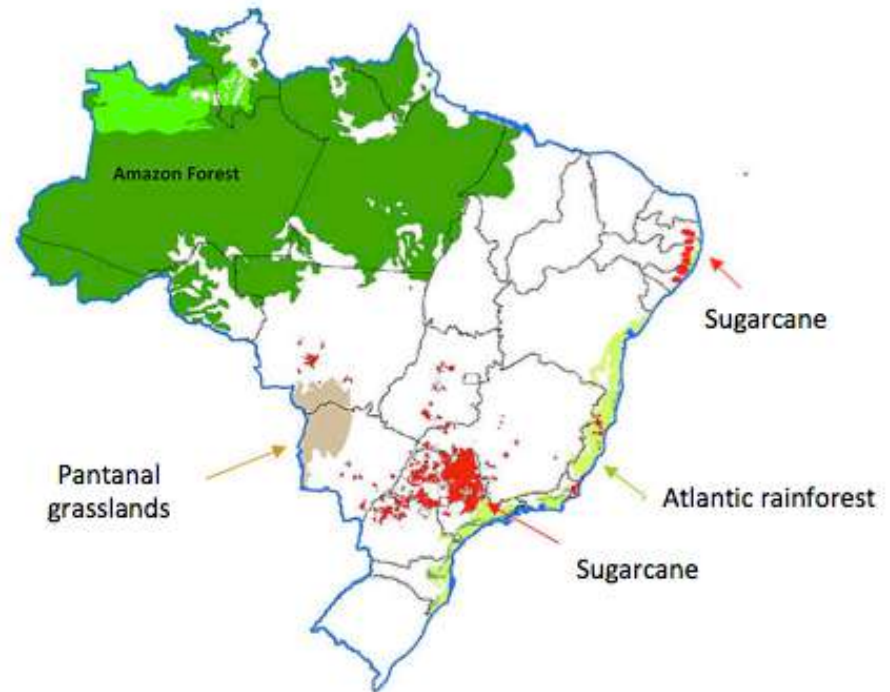 Amazon Forest
Sugarcane
Pantanal
grasslands
Atlantic rainforest
Sugarcane